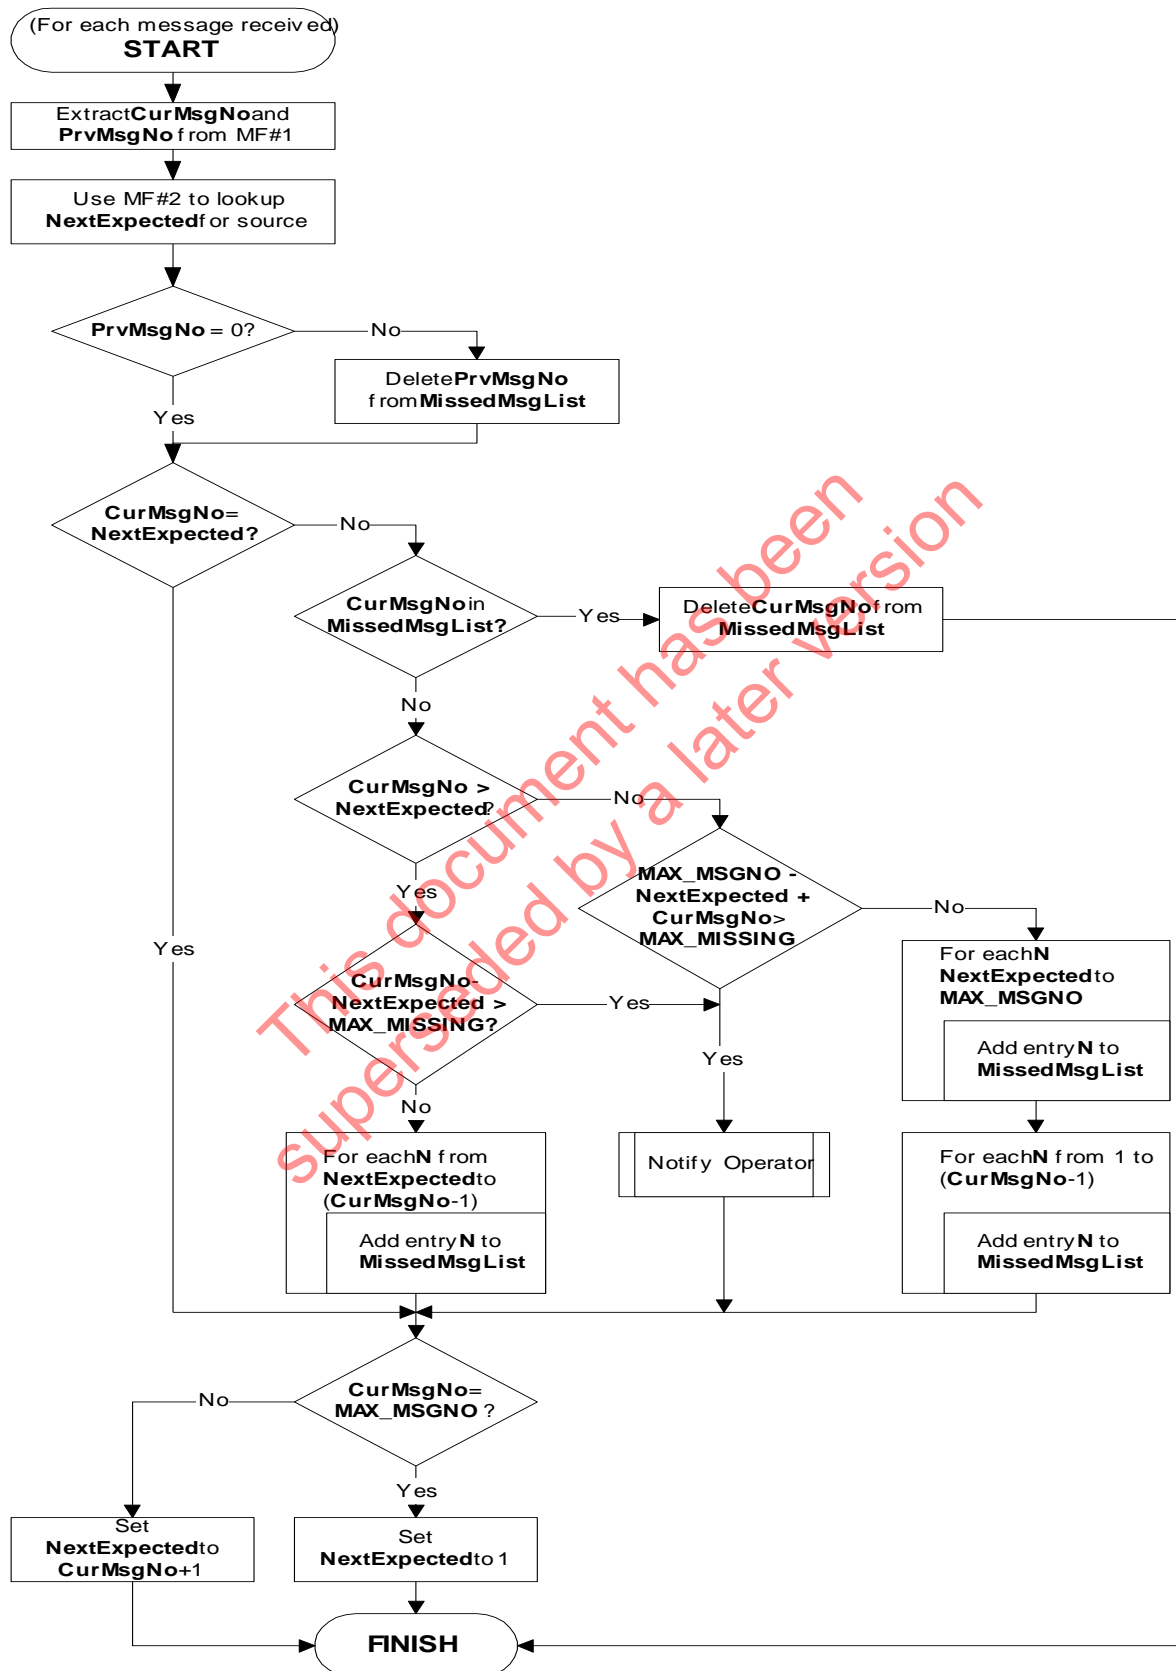 (For each message received)
START
Extract CurMsgNo and
PrvMsgNo from MF#1
Use MF#2 to lookup
NextExpected for source
PrvMsgNo = 0?
No
Delete PrvMsgNo
from MissedMsgList
Yes
CurMsgNo=
NextExpected?
No
CurMsgNo in
MissedMsgList?
Yes
Delete CurMsgNo from
MissedMsgList
No
CurMsgNo >
NextExpected?
No
MAX_MSGNO -
NextExpected +
CurMsgNo>
MAX_MISSING
No
Yes
Yes
CurMsgNo-
NextExpected >
MAX_MISSING?
Yes
For each N
NextExpected to
MAX_MSGNO
Add entry N to
MissedMsgList
Yes
No
For each N from
NextExpected to
(CurMsgNo-1)
Add entry N to
MissedMsgList
Notify Operator
For each N from 1 to
(CurMsgNo-1)
Add entry N to
MissedMsgList
CurMsgNo=
MAX_MSGNO ?
No
Yes
Set
NextExpected to
CurMsgNo+1
Set
NextExpected to 1
FINISH
This document has been
superseded by a later version